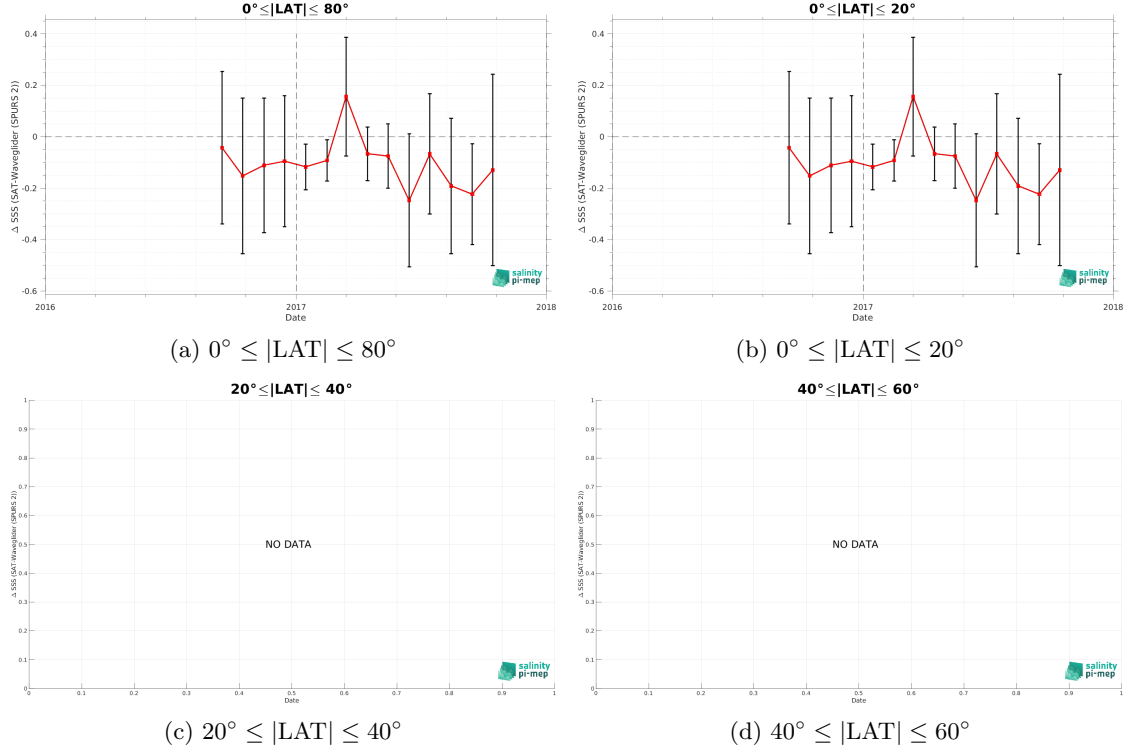 0°≤|LAT|≤ 80°
Δ SSS (SAT-Waveglider (SPURS 2))
0.4
0.2
0
-0.2
-0.4
-0.6
2016
2017
2018
Date
salinity
pi-mep
(a) 0° ≤ |LAT| ≤ 80°
0°≤|LAT|≤ 20°
Δ SSS (SAT-Waveglider (SPURS 2))
0.4
0.2
0
-0.2
-0.4
-0.6
2016
2017
2018
Date
salinity
pi-mep
(b) 0° ≤ |LAT| ≤ 20°
20°≤|LAT|≤ 40°
Δ SSS (SAT-Waveglider (SPURS 2))
1
0.9
0.8
0.7
0.6
0.5
0.4
0.3
0.2
0.1
0
NO DATA
0 0.1 0.2 0.3 0.4 0.5 0.6 0.7 0.8 0.9 1
Date
salinity
pi-mep
(c) 20° ≤ |LAT| ≤ 40°
40°≤|LAT|≤ 60°
Δ SSS (SAT-Waveglider (SPURS 2))
1
0.9
0.8
0.7
0.6
0.5
0.4
0.3
0.2
0.1
0
NO DATA
0 0.1 0.2 0.3 0.4 0.5 0.6 0.7 0.8 0.9 1
Date
salinity
pi-mep
(d) 40° ≤ |LAT| ≤ 60°